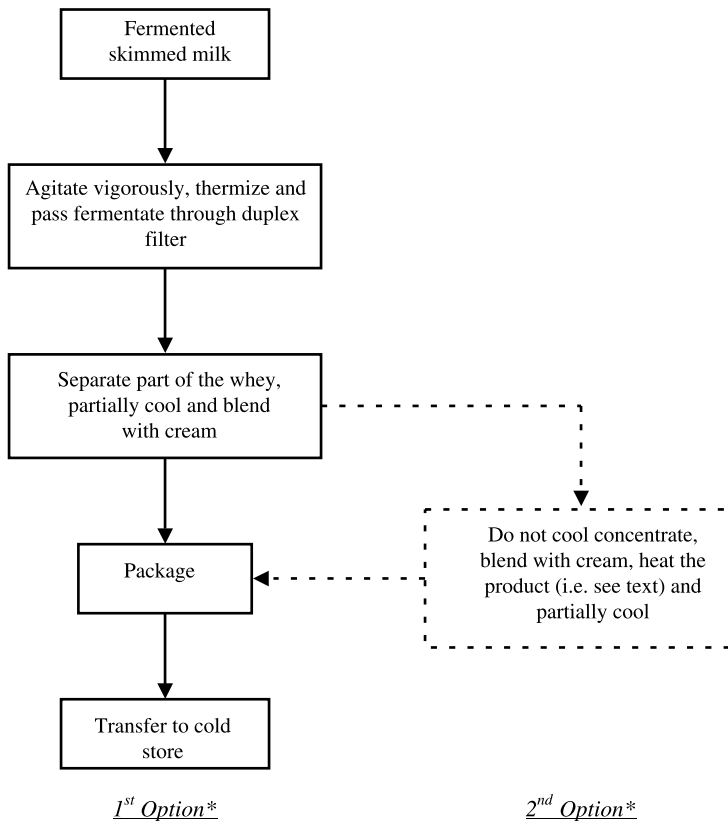 Fermented
skimmed milk
Agitate vigorously, thermize and
pass fermentate through duplex
filter
Separate part of the whey,
partially cool and blend
with cream
Do not cool concentrate,
blend with cream, heat the
product (i.e. see text) and
partially cool
Package
Transfer to cold
store
1st Option*
2nd Option*